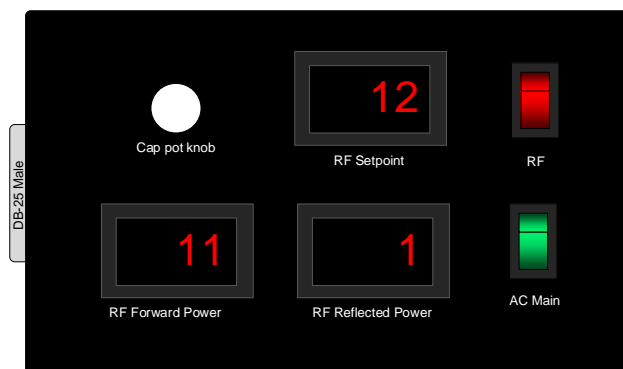 12
Cap pot knob
RF Setpoint
RF
DB-25 Male
11
1
RF Forward Power
RF Reflected Power
AC Main